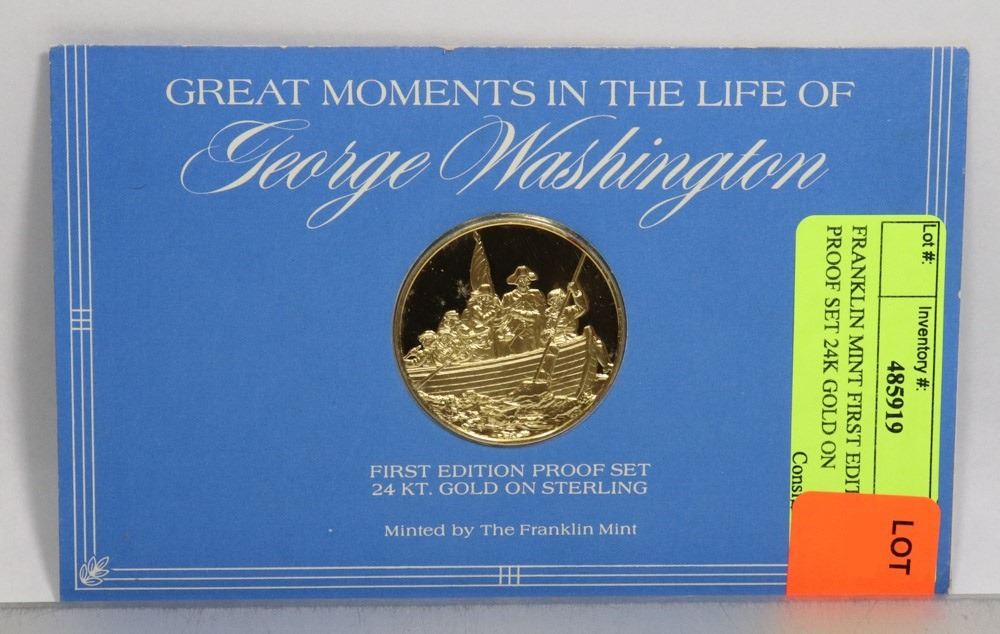 GREAT MOMENTS IN THE LIFE OF
George Washington
FIRST EDITION PROOF SET
24 KT. GOLD ON STERLING
Minted by The Franklin Mint
Lot #:
Inventory #:
485919
FRANKLIN MINT FIRST EDIT
PROOF SET 24K GOLD ON
LOT